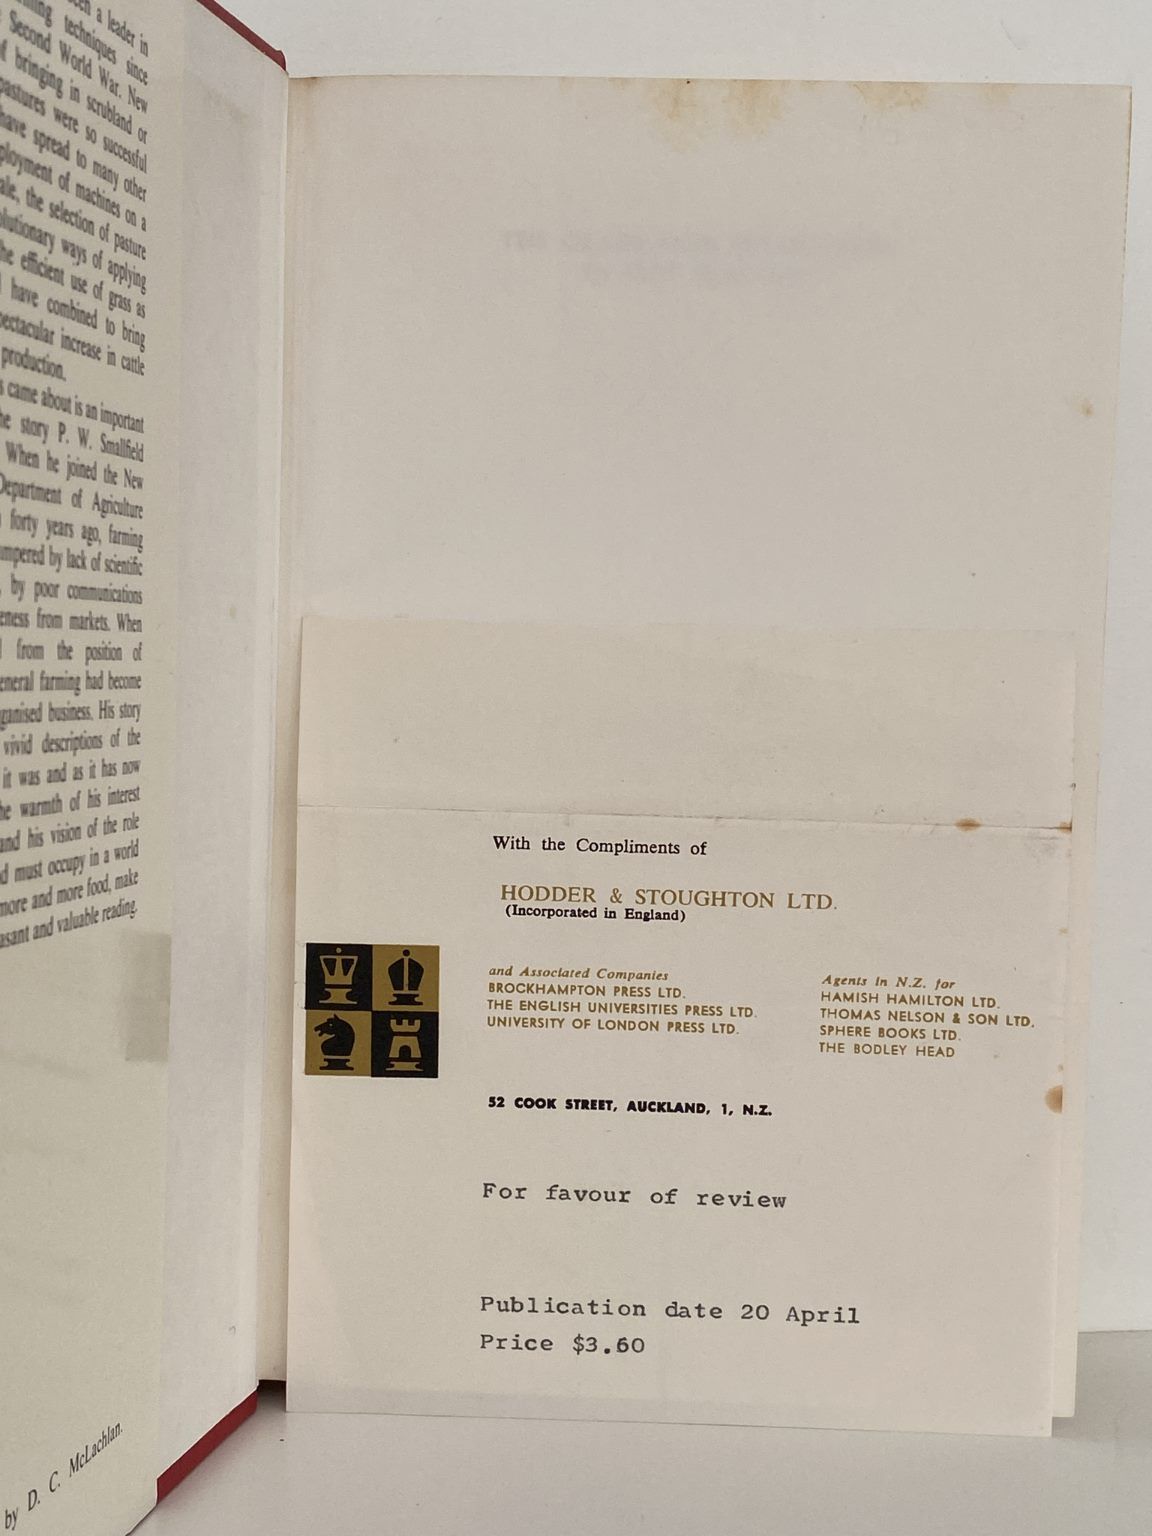 a leader in
techniques since
Second World War. New
bringing in scrubland or
pastures were so successful
have spread to many other
ployment of machines on a
ale, the selection of pasture
olutionary ways of applying
he efficient use of grass as
have combined to bring
pectacular increase in cattle
production.
s came about is an important
he story P. W. Smallfield
When he joined the New
Department of Agriculture
forty years ago, farming
mpered by lack of scientific
, by poor communications
eness from markets. When
from the position of
eneral farming had become
ganised business. His story
vivid descriptions of the
it was and as it has now
he warmth of his interest
and his vision of the role
d must occupy in a world
more and more food, make
asant and valuable reading.
by D. C. McLachlan.
With the Compliments of
HODDER & STOUGHTON LTD.
(Incorporated in England)
and Associated Companies
BROCKHAMPTON PRESS LTD.
THE ENGLISH UNIVERSITIES PRESS LTD.
UNIVERSITY OF LONDON PRESS LTD.
Agents in N.Z. for
HAMISH HAMILTON LTD.
THOMAS NELSON & SON LTD.
SPHERE BOOKS LTD.
THE BODLEY HEAD
52 COOK STREET, AUCKLAND, 1, N.Z.
For favour of review
Publication date 20 April
Price $3.60